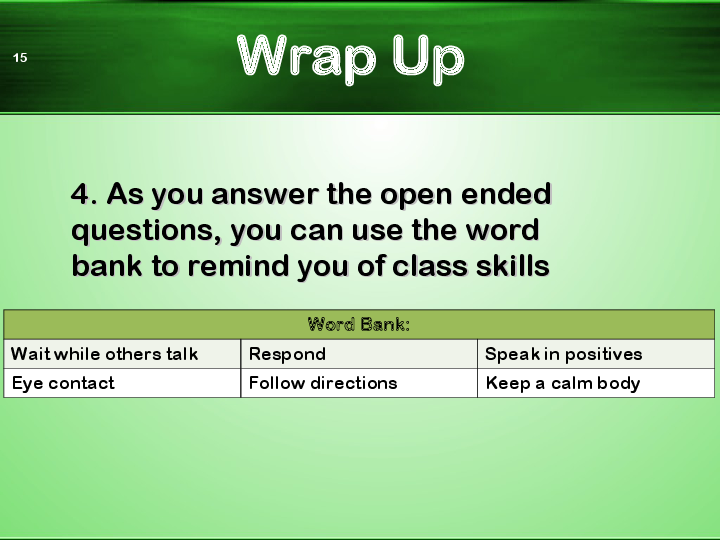 15
Wrap Up
4. As you answer the open ended
questions, you can use the word
bank to remind you of class skills
Word Bank:
Wait while others talk Respond Speak in positives
Eye contact Follow directions Keep a calm body